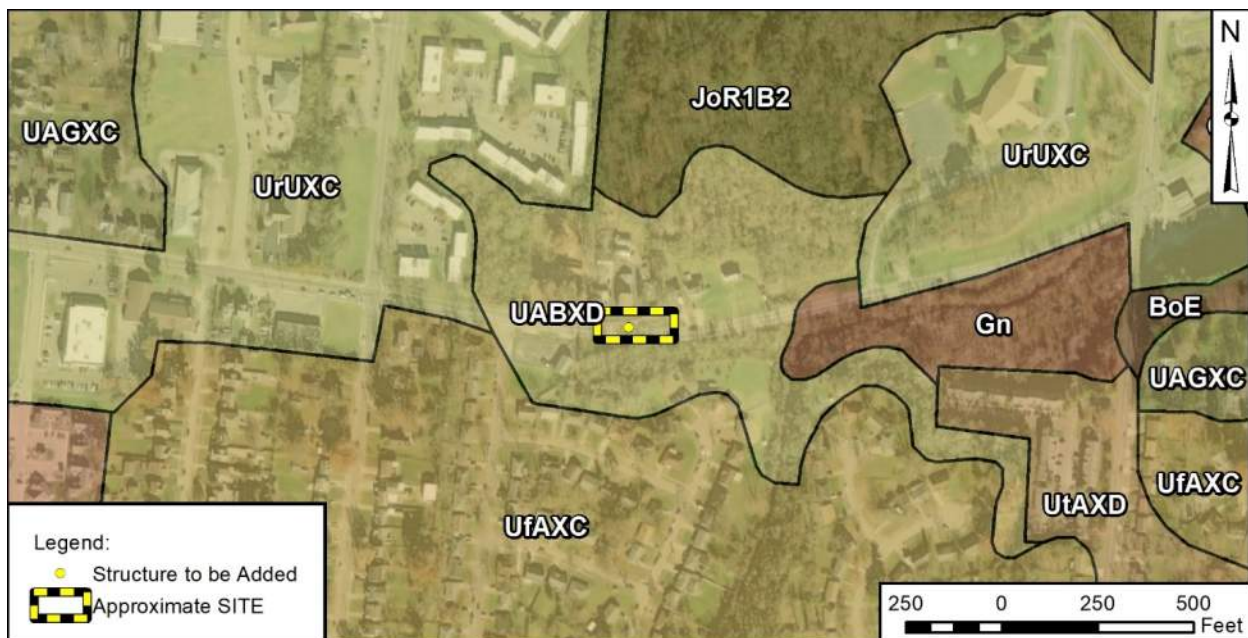 N
JoR1B2
UAGXC
UrUXC
UrUXC
UABXD
Gn
BoE
UAGXC
UfAXC
UtAXD
UfAXC
Legend:
Structure to be Added
Approximate SITE
250 0 250 500
Feet